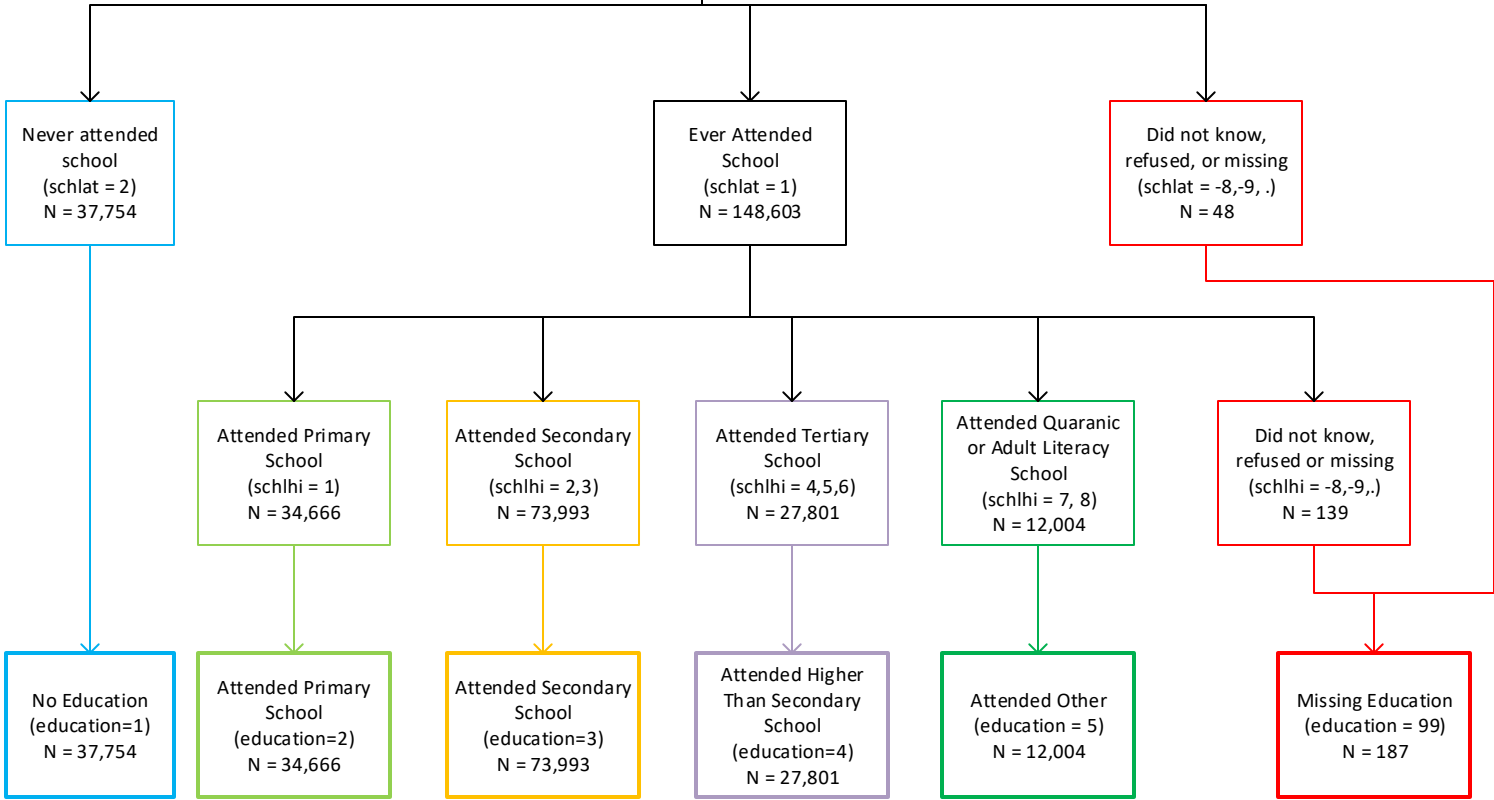 Never attended
school
(schlat = 2)
N = 37,754
Ever Attended
School
(schlat = 1)
N = 148,603
Did not know,
refused, or missing
(schlat = -8,-9, .)
N = 48
Attended Primary
School
(schlhi = 1)
N = 34,666
Attended Secondary
School
(schlhi = 2,3)
N = 73,993
Attended Tertiary
School
(schlhi = 4,5,6)
N = 27,801
Attended Quaranic
or Adult Literacy
School
(schlhi = 7, 8)
N = 12,004
Did not know,
refused or missing
(schlhi = -8,-9,.)
N = 139
No Education
(education=1)
N = 37,754
Attended Primary
School
(education=2)
N = 34,666
Attended Secondary
School
(education=3)
N = 73,993
Attended Higher
Than Secondary
School
(education=4)
N = 27,801
Attended Other
(education = 5)
N = 12,004
Missing Education
(education = 99)
N = 187